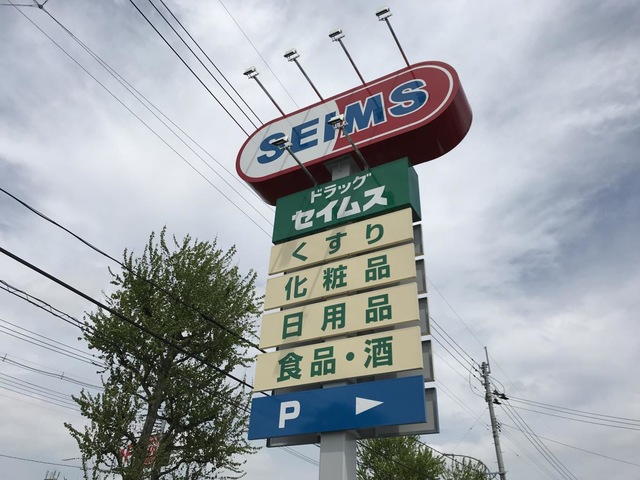 SEIMS
ドラッグ
セイムス
くすり
化粧品
日用品
食品・酒
P